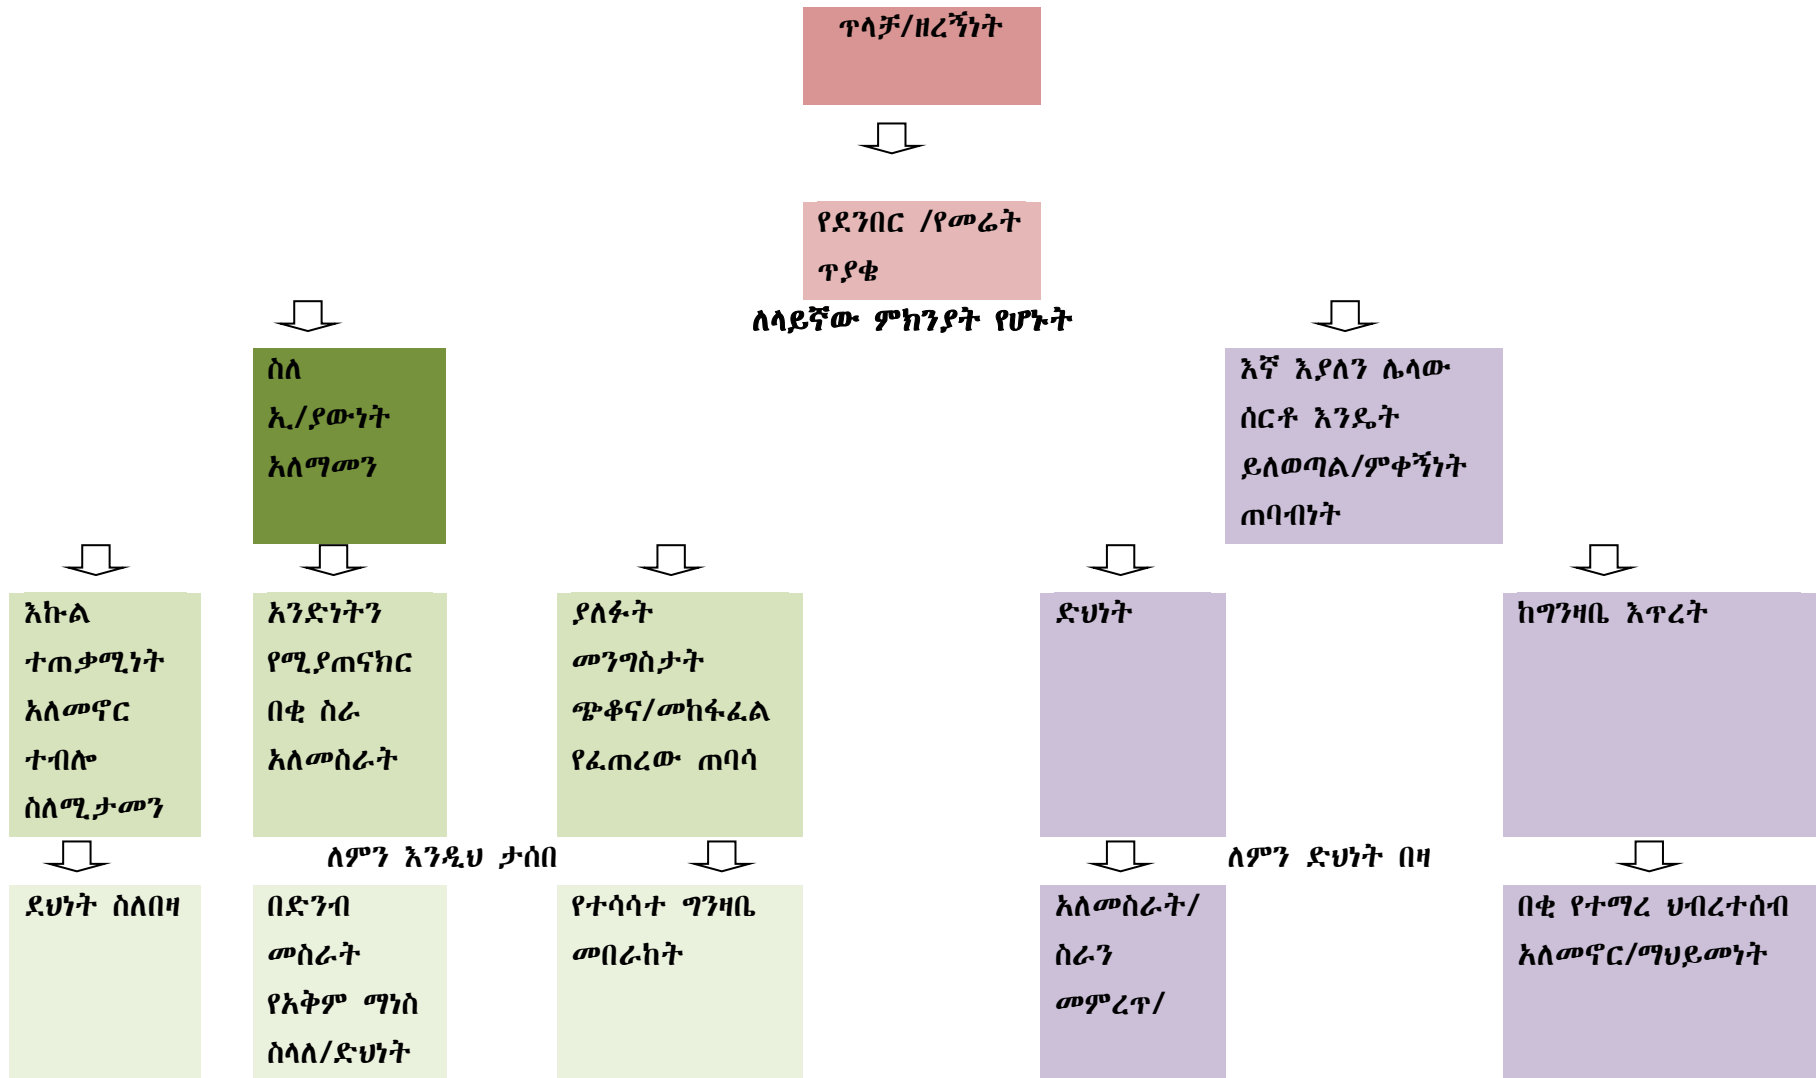 ጥላቻ/ዘረኝነት
የደንበር /የመሬት
ጥያቄ
ለላይኛው ምክንያት የሆኑት
ስለ
ኢ/ያውነት
አለማመን
እኛ እያለን ሌላው
ሰርቶ እንዴት
ይለወጣል/ምቀኝነት
ጠባብነት
እኩል
ተጠቃሚነት
አለመኖር
ተብሎ
ስለሚታመን
አንድነትን
የሚያጠናክር
በቂ ስራ
አለመስራት
ያለፉት
መንግስታት
ጭቆና/መከፋፈል
የፈጠረው ጠባሳ
ድህነት
ከግንዛቤ እጥረት
ለምን እንዲህ ታሰበ
ለምን ድህነት በዛ
ደህነት ስለበዛ
በድንብ
መስራት
የአቅም ማነስ
ስላለ/ድህነት
የተሳሳተ ግንዛቤ
መበራከት
አለመስራት/
ስራን
መምረጥ/
በቂ የተማረ ህብረተሰብ
አለመኖር/ማህይመነት